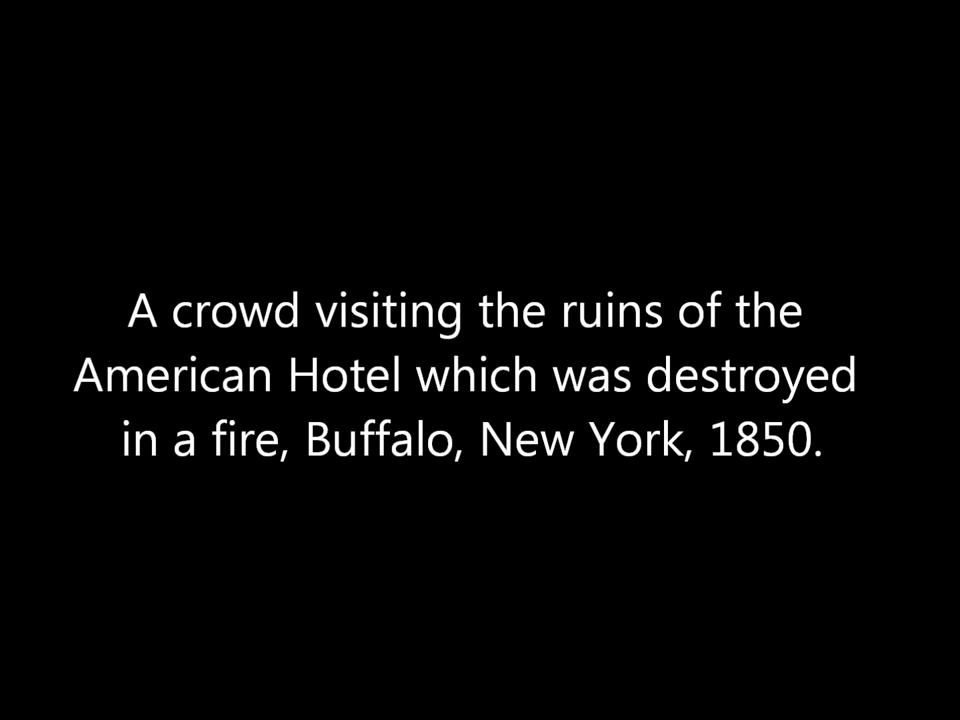 A crowd visiting the ruins of the
American Hotel which was destroyed
in a fire, Buffalo, New York, 1850.